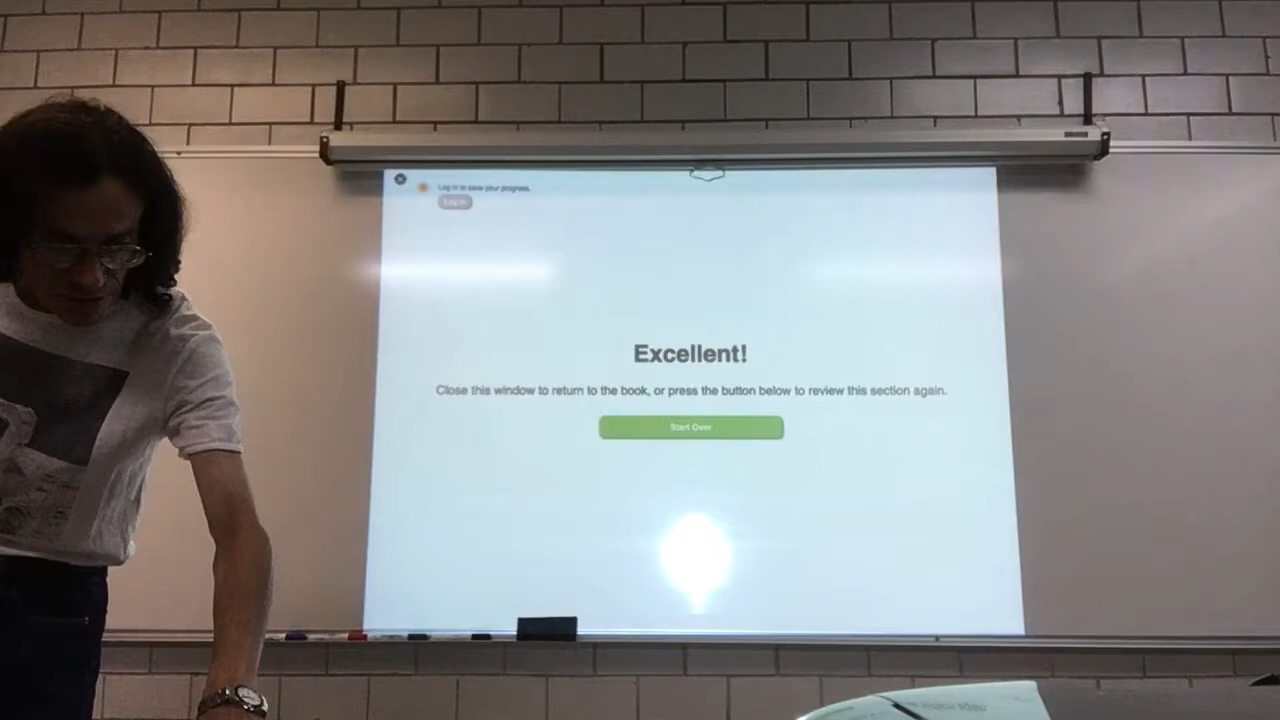 Log in to save your progress.
Log in
Excellent!
Close this window to return to the book, or press the button below to review this section again.
Start Over